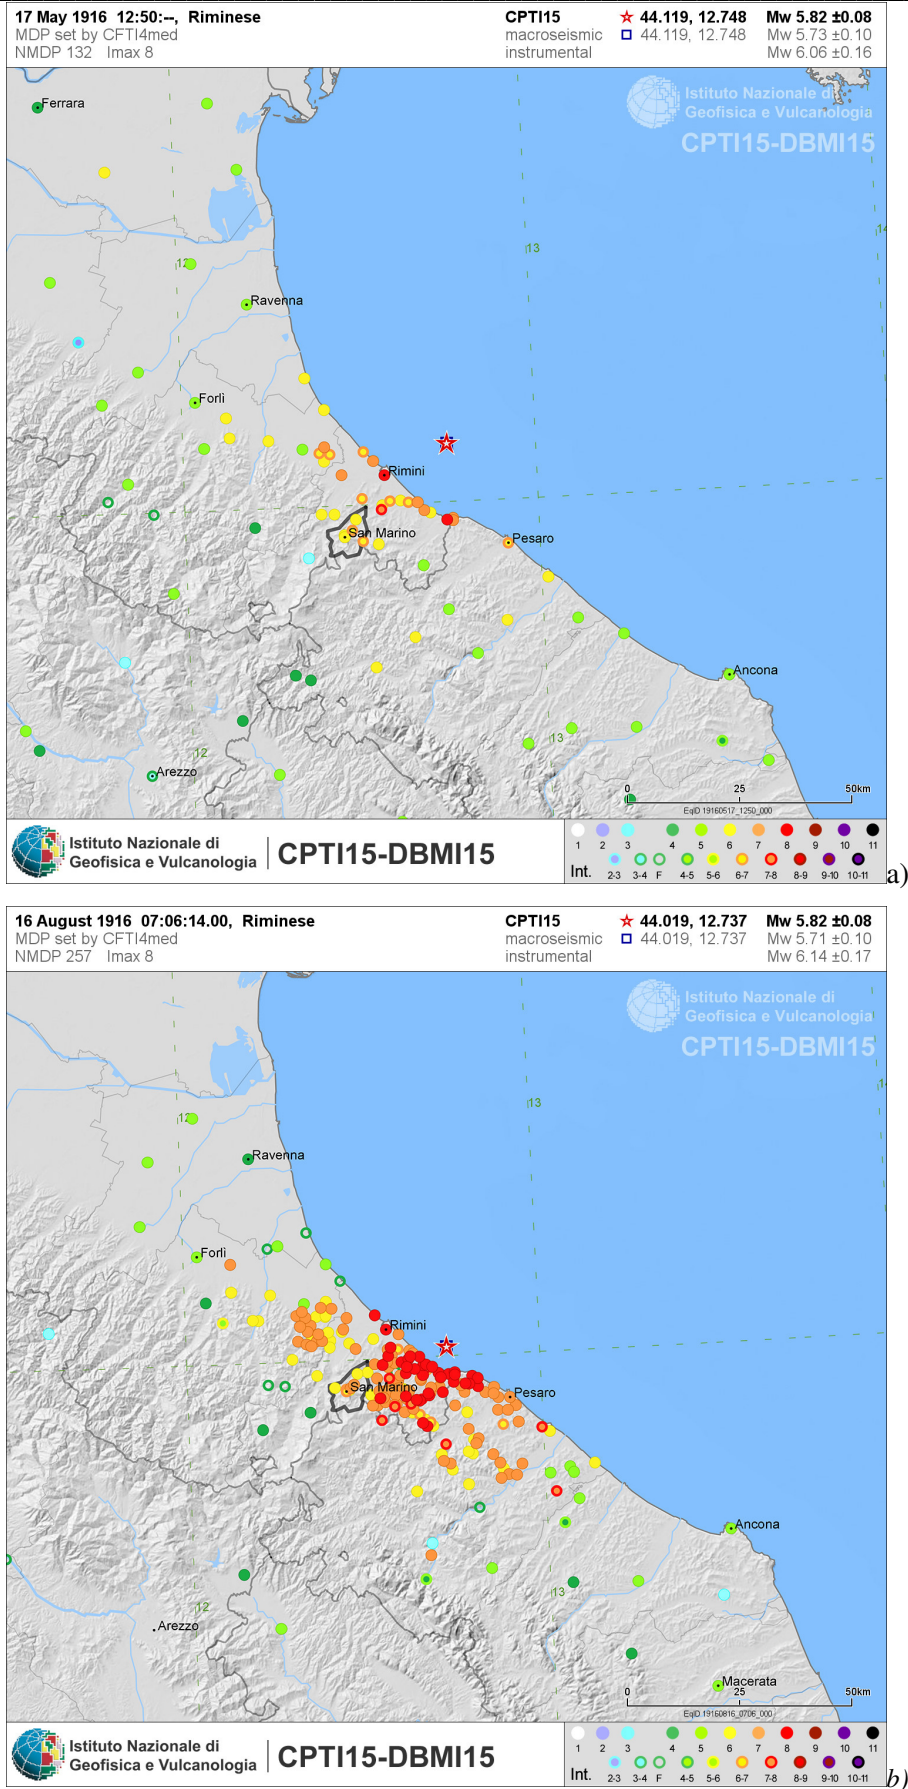 17 May 1916 12:50:--, Riminese
MDP set by CFTI4med
NMDP 132 Imax 8
CPTI15 44.119, 12.748 Mw 5.82 ±0.08
macroseismic 44.119, 12.748 Mw 5.73 ±0.10
instrumental Mw 6.06 ±0.16
Ferrara
Istituto Nazionale di
Geofisica e Vulcanologia
CPTI15-DBMI15
14
13
12
Ravenna
Forlì
Rimini
San Marino
Pesaro
Ancona
13
12
Arezzo
0 25 50km
EqID 19160517_1250_000
Istituto Nazionale di
Geofisica e Vulcanologia
CPTI15-DBMI15
1 2 3 4 5 6 7 8 9 10 11
Int. 2-3 3-4 F 4-5 5-6 6-7 7-8 8-9 9-10 10-11
a)
16 August 1916 07:06:14.00, Riminese
MDP set by CFTI4med
NMDP 257 Imax 8
CPTI15 44.019, 12.737 Mw 5.82 ±0.08
macroseismic 44.019, 12.737 Mw 5.71 ±0.10
instrumental Mw 6.14 ±0.17
Istituto Nazionale di
Geofisica e Vulcanologia
CPTI15-DBMI15
14
13
12
Ravenna
Forlì
Rimini
San Marino
Pesaro
Ancona
13
12
Arezzo
Macerata
0 25 50km
EqID 19160816_0706_000
Istituto Nazionale di
Geofisica e Vulcanologia
CPTI15-DBMI15
1 2 3 4 5 6 7 8 9 10 11
Int. 2-3 3-4 F 4-5 5-6 6-7 7-8 8-9 9-10 10-11
b)